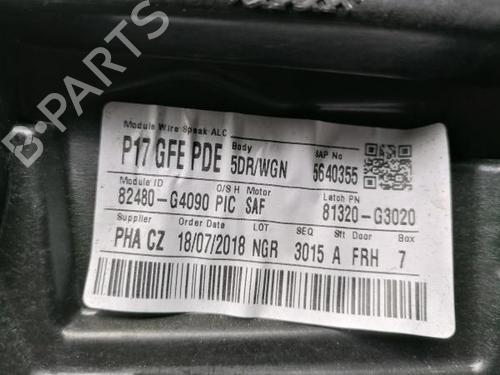 Module Wire Speak ALC
Body
SAP No
P17 GFE PDE 5DR/WGN 5640355
Module ID
O/S H Motor
Latch PN
82480-G4090 PIC SAF 81320-G3020
Supplier Order Date LOT SEQ Sft Door Box
PHA CZ 18/07/2018 NGR 3015 A FRH 7
B-PARTS